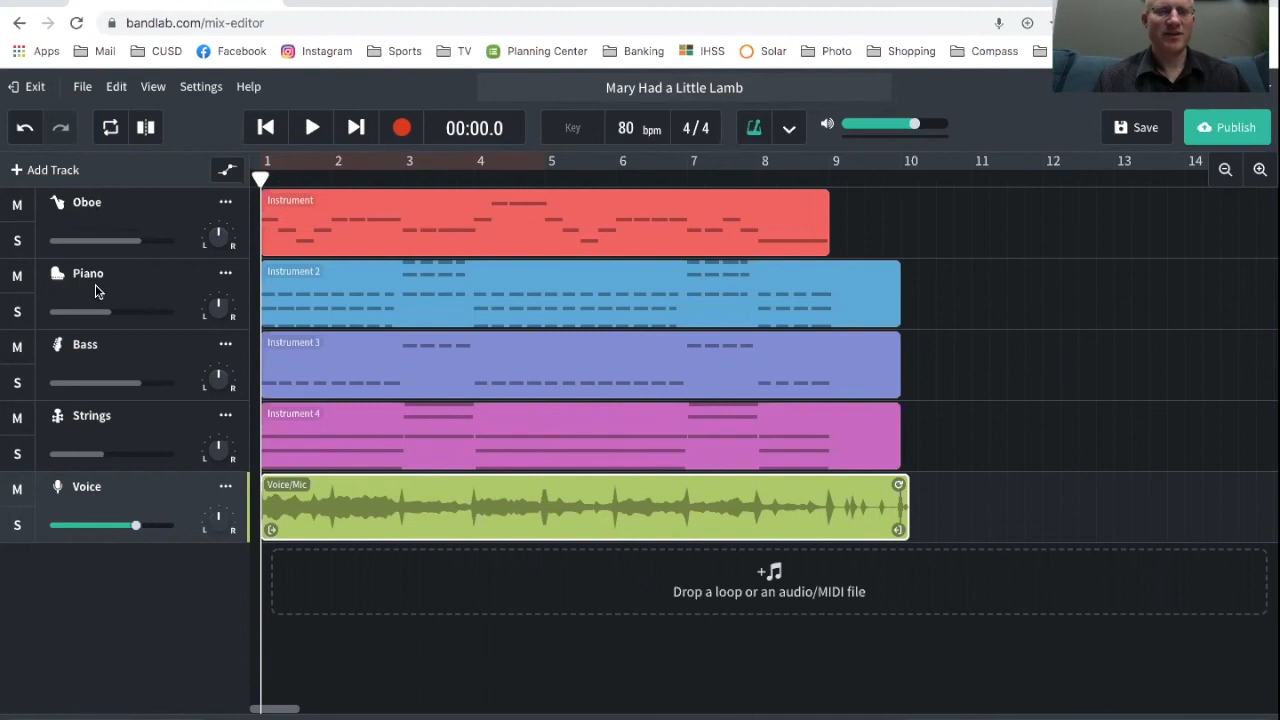 bandlab.com/mix-editor
Apps Mail CUSD Facebook Instagram Sports TV Planning Center Banking IHSS Solar Photo Shopping Compass
Exit File Edit View Settings Help Mary Had a Little Lamb
00:00.0 Key 80 bpm 4/4 Save Publish
+ Add Track 1 2 3 4 5 6 7 8 9 10 11 12 13 14
M Oboe Instrument
S L R
M Piano Instrument 2
S L R
M Bass Instrument 3
S L R
M Strings Instrument 4
S L R
M Voice Voice/Mic
S L R
Drop a loop or an audio/MIDI file